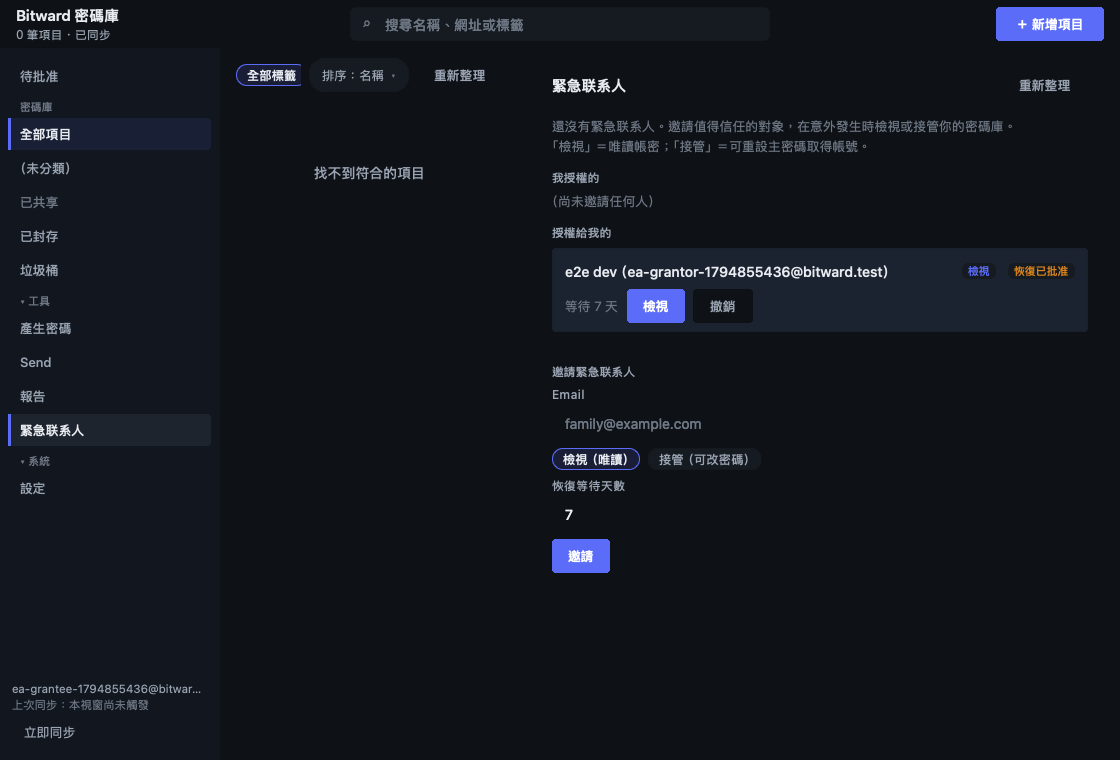 Bitward 密碼庫
0 筆項目 · 已同步
搜尋名稱、網址或標籤
+ 新增項目
待批准
密碼庫
全部項目
(未分類)
已共享
已封存
垃圾桶
工具
產生密碼
Send
報告
緊急联系人
系統
設定
ea-grantee-1794855436@bitwar...
上次同步：本視窗尚未觸發
立即同步
全部標籤
排序：名稱
重新整理
找不到符合的項目
緊急联系人
重新整理
還沒有緊急联系人。邀請值得信任的對象，在意外發生時檢視或接管你的密碼庫。
「檢視」＝唯讀帳密；「接管」＝可重設主密碼取得帳號。
我授權的
(尚未邀請任何人)
授權給我的
e2e dev (ea-grantor-1794855436@bitward.test)
檢視
恢復已批准
等待 7 天
檢視
撤銷
邀請緊急联系人
Email
family@example.com
檢視（唯讀）
接管（可改密碼）
恢復等待天數
7
邀請